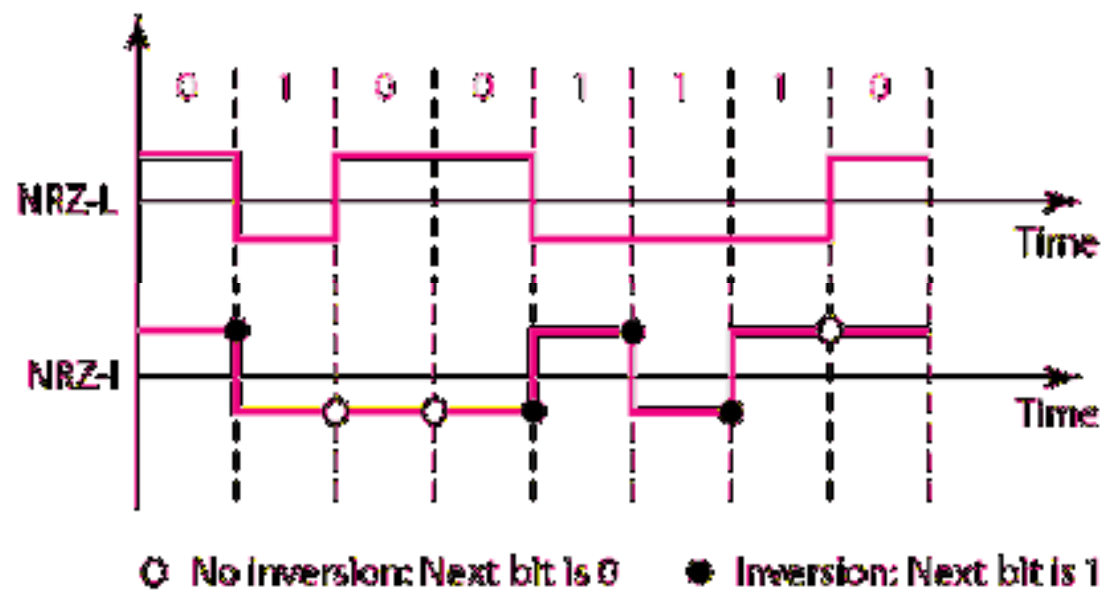 0 1 0 0 1 1 1 0
NRZ-L
Time
NRZ-I
Time
No inversion: Next bit is 0
Inversion: Next bit is 1